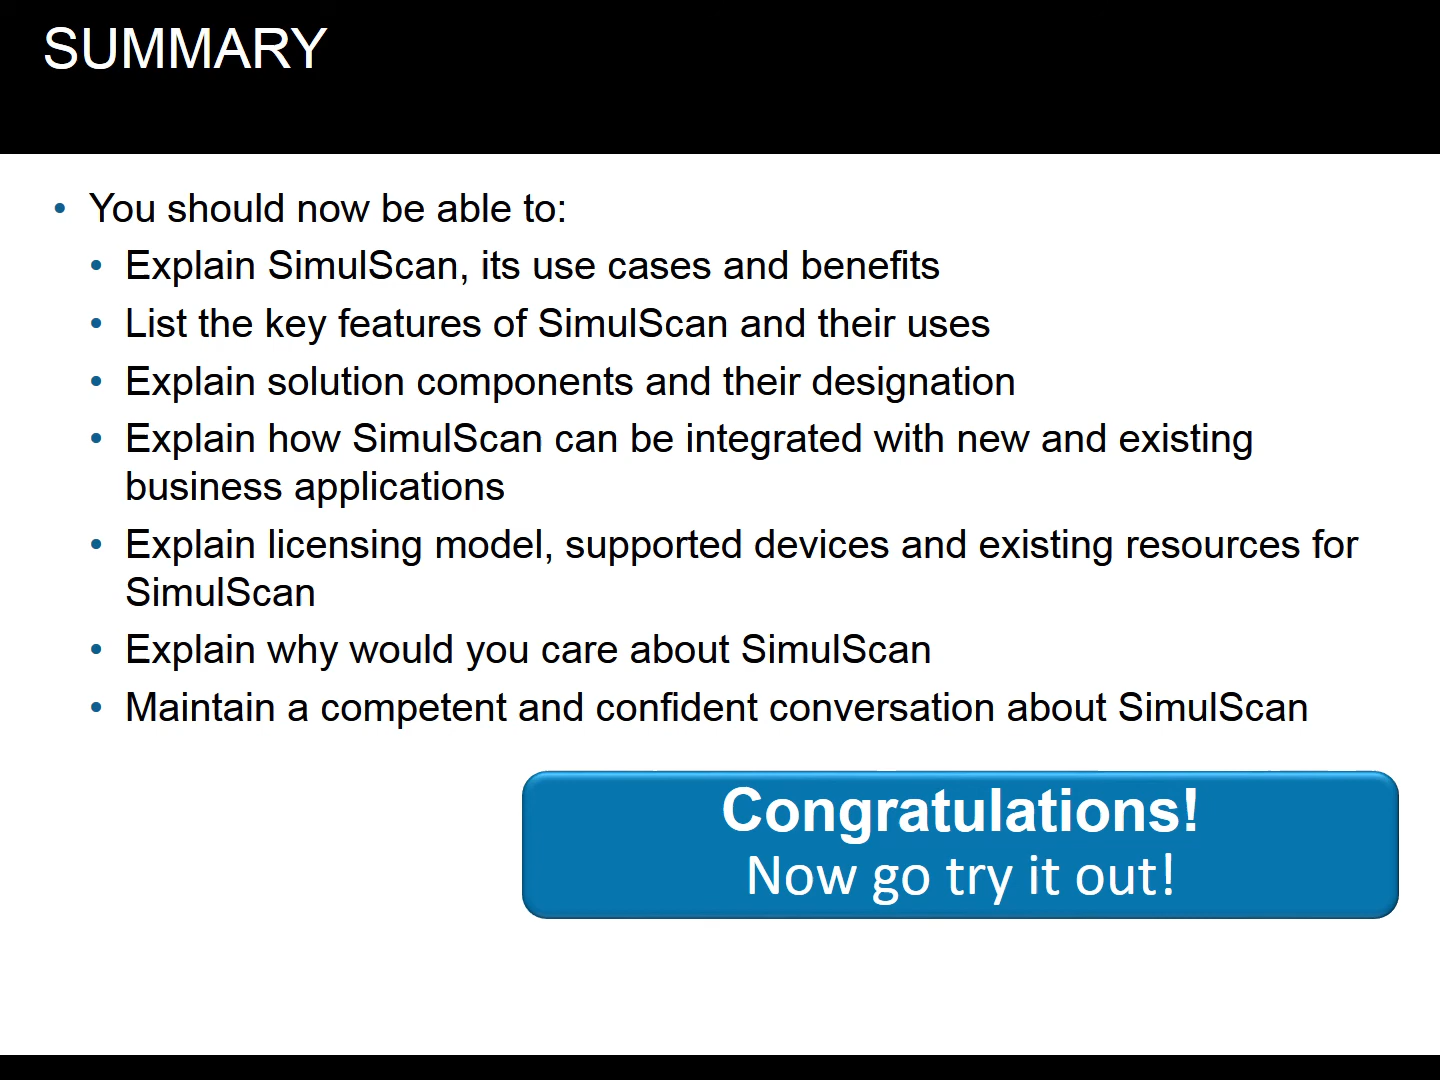 SUMMARY
• You should now be able to:
• Explain SimulScan, its use cases and benefits
• List the key features of SimulScan and their uses
• Explain solution components and their designation
• Explain how SimulScan can be integrated with new and existing
business applications
• Explain licensing model, supported devices and existing resources for
SimulScan
• Explain why would you care about SimulScan
• Maintain a competent and confident conversation about SimulScan
Congratulations!
Now go try it out!